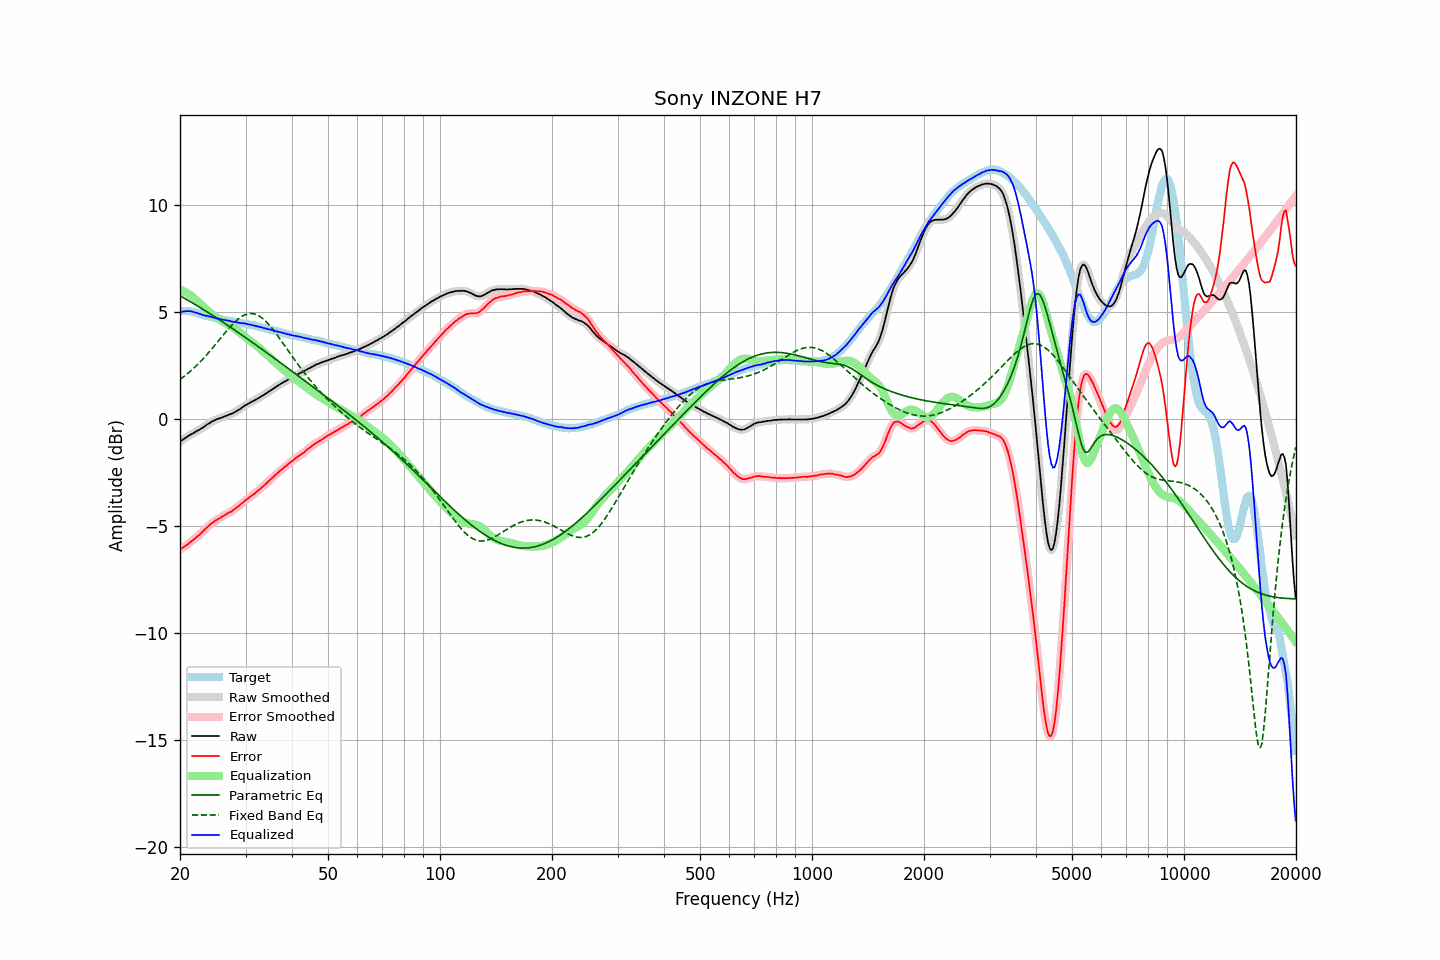 Sony INZONE H7
Amplitude (dBr)
10
5
0
−5
−10
−15
−20
Target
Raw Smoothed
Error Smoothed
Raw
Error
Equalization
Parametric Eq
Fixed Band Eq
Equalized
20 50 100 200 500 1000 2000 5000 10000 20000
Frequency (Hz)